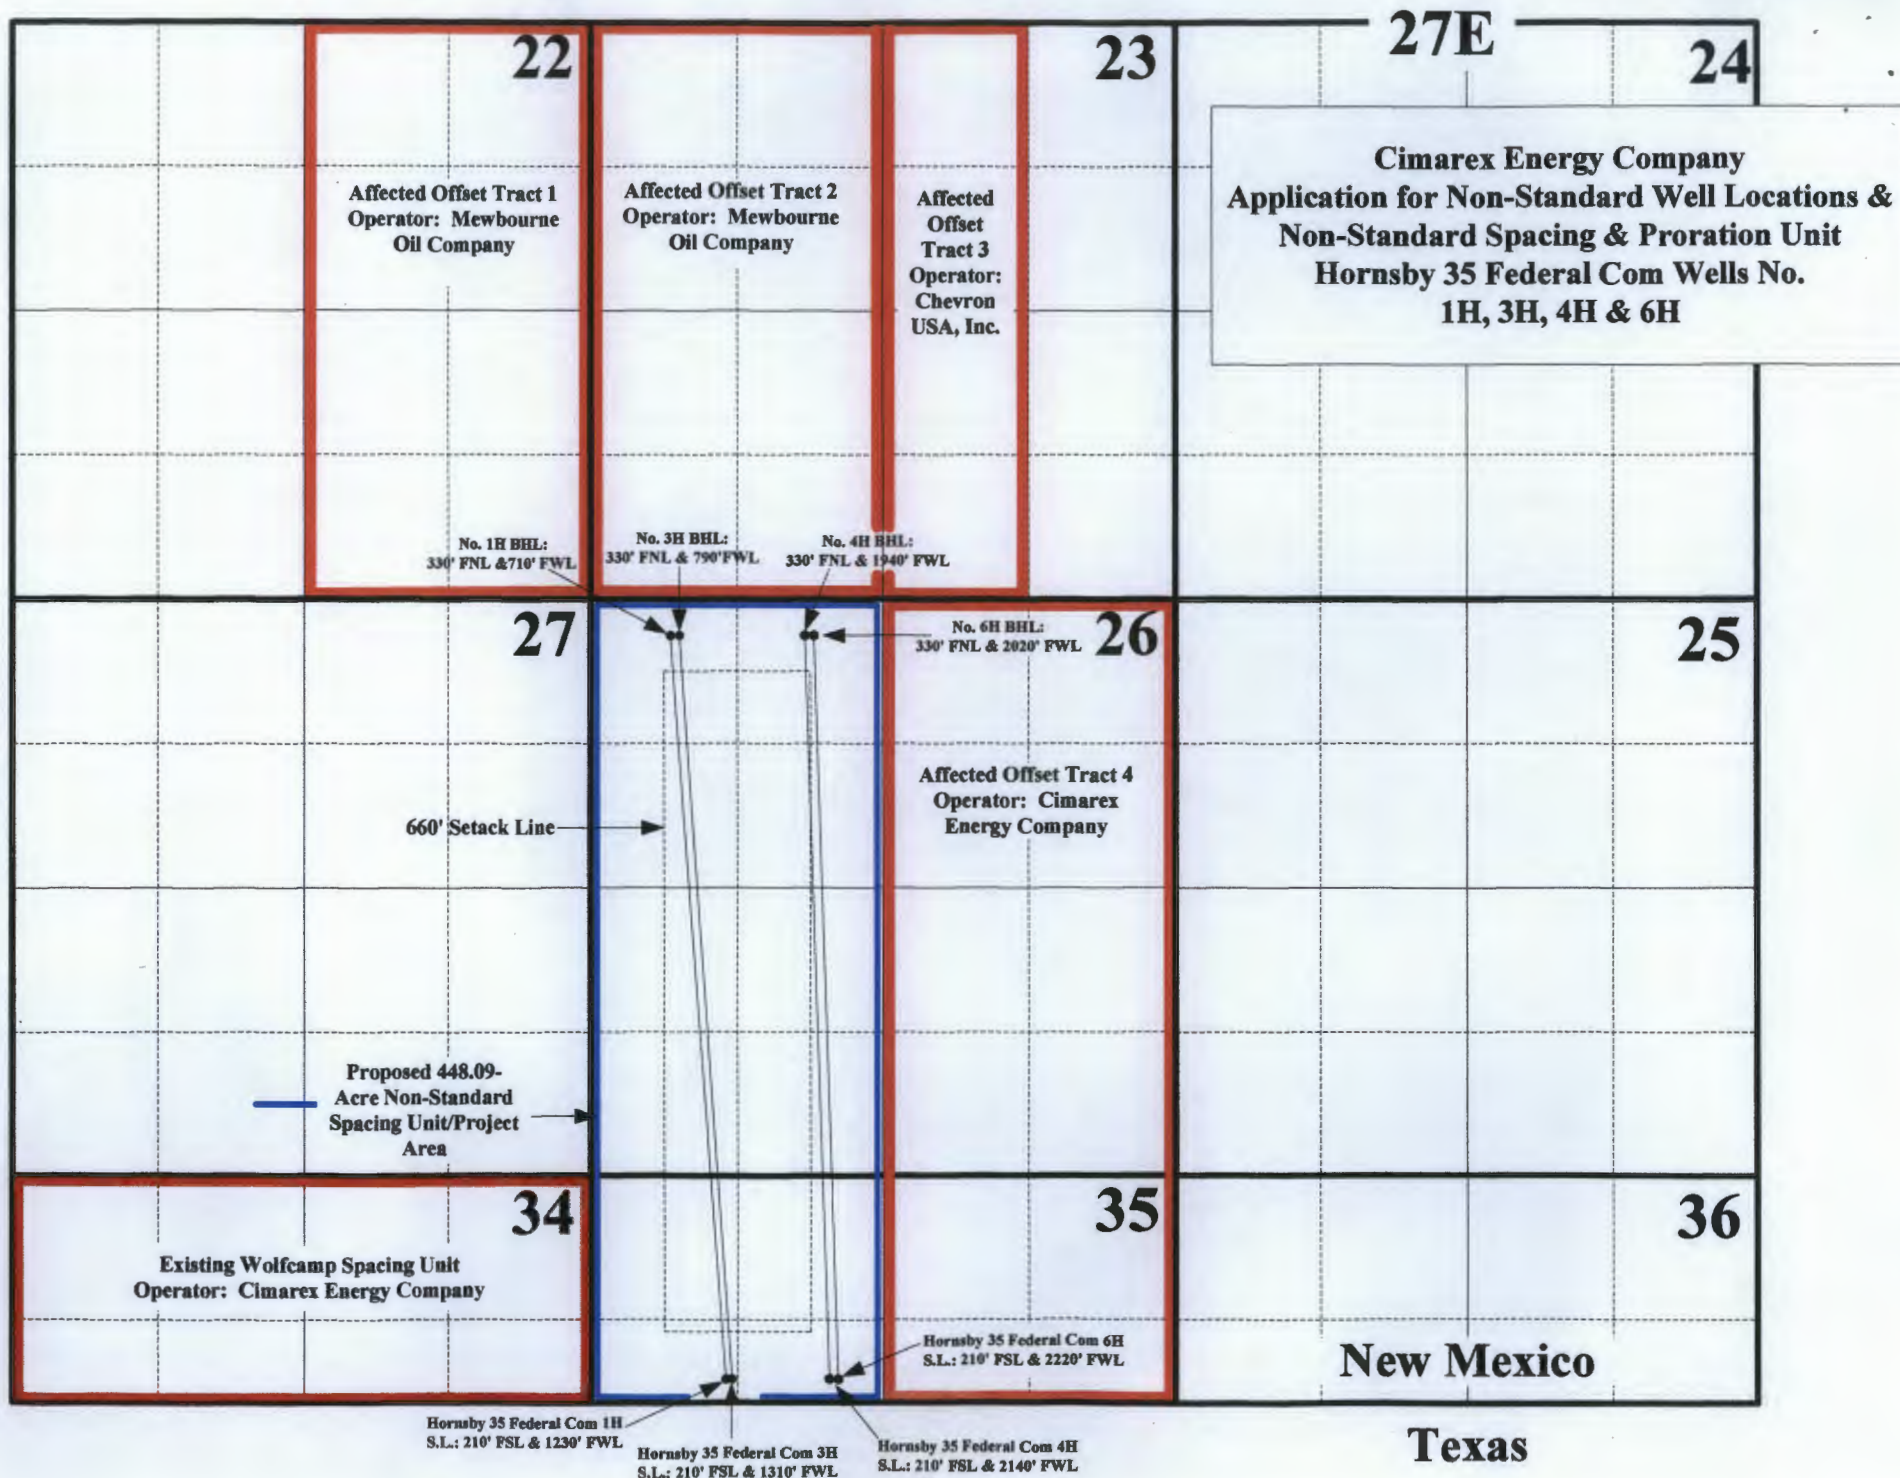 27E
22
23
24
Cimarex Energy Company
Application for Non-Standard Well Locations &
Non-Standard Spacing & Proration Unit
Hornsby 35 Federal Com Wells No.
1H, 3H, 4H & 6H
Affected Offset Tract 1
Operator: Mewbourne
Oil Company
Affected Offset Tract 2
Operator: Mewbourne
Oil Company
Affected
Offset
Tract 3
Operator:
Chevron
USA, Inc.
No. 1H BHL:
330' FNL &710' FWL
No. 3H BHL:
330' FNL & 790'FWL
No. 4H BHL:
330' FNL & 1940' FWL
27
No. 6H BHL:
330' FNL & 2020' FWL
26
25
660' Setack Line
Affected Offset Tract 4
Operator: Cimarex
Energy Company
Proposed 448.09-
Acre Non-Standard
Spacing Unit/Project
Area
34
35
36
Existing Wolfcamp Spacing Unit
Operator: Cimarex Energy Company
Hornsby 35 Federal Com 6H
S.L.: 210' FSL & 2220' FWL
New Mexico
Hornsby 35 Federal Com 1H
S.L.: 210' FSL & 1230' FWL
Hornsby 35 Federal Com 3H
S.L.: 210' FSL & 1310' FWL
Hornsby 35 Federal Com 4H
S.L.: 210' FSL & 2140' FWL
Texas